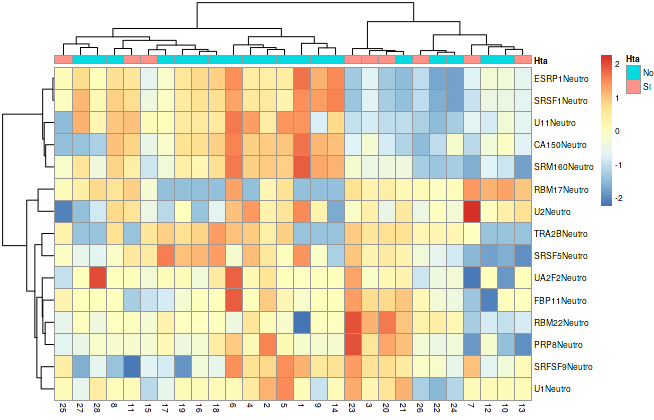 Hta
Hta
No
SI
2
1
0
-1
-2
ESRP1Neutro
SRSF1Neutro
U11Neutro
CA150Neutro
SRM160Neutro
RBM17Neutro
U2Neutro
TRA2BNeutro
SRSF5Neutro
UA2F2Neutro
FBP11Neutro
RBM22Neutro
PRP8Neutro
SRFSF9Neutro
U1Neutro
25 27 28 8 11 15 17 19 16 18 6 4 2 5 1 9 14 23 3 20 21 26 22 24 7 12 10 13